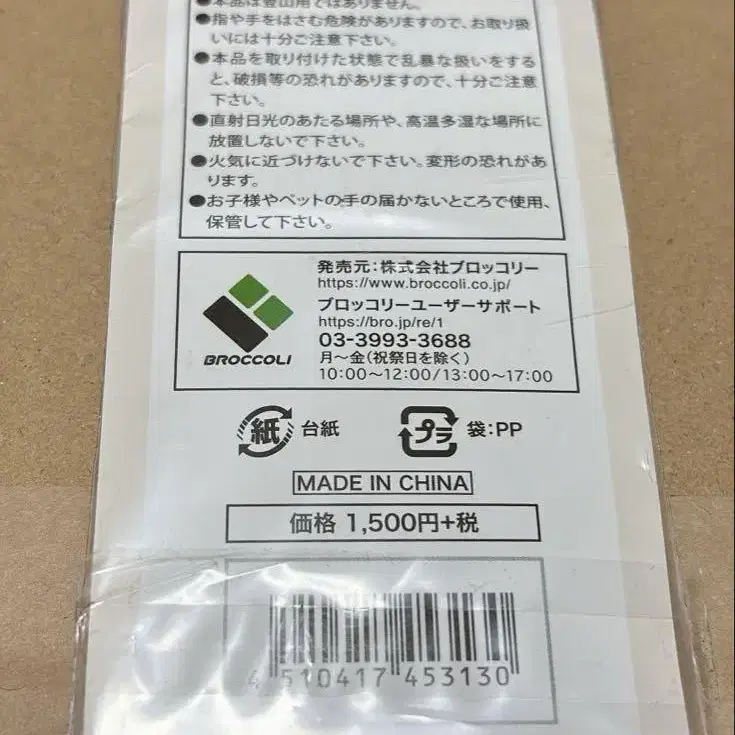 ●本品は登山用ではありません。
●指や手をはさむ危険がありますので、お取り扱
いには十分ご注意下さい。
●本品を取り付けた状態で乱暴な扱いをする
と、破損等の恐れがありますので、十分ご注意
下さい。
●直射日光のあたる場所や、高温多湿な場所に
放置しないで下さい。
●火気に近づけないで下さい。変形の恐れがあ
ります。
●お子様やペットの手の届かないところで使用、
保管して下さい。
BROCCOLI
発売元:株式会社ブロッコリー
https://www.broccoli.co.jp/
ブロッコリーユーザーサポート
https://bro.jp/re/1
03-3993-3688
月〜金(祝祭日を除く)
10:00〜12:00/13:00〜17:00
紙 台紙
プラ 袋:PP
MADE IN CHINA
価格 1,500円+税
4 510417 453130